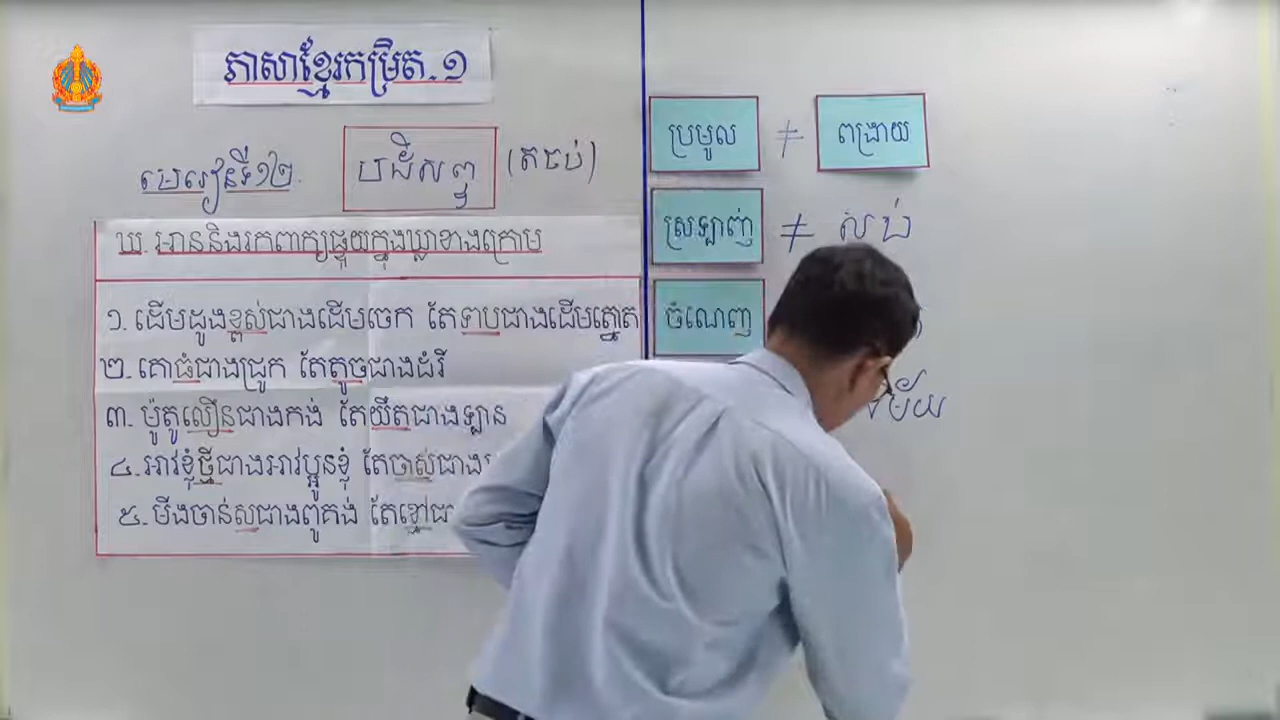 ភាសាខ្មែរកម្រិត.១
មេរៀនទី១២
បដិសព្ទ (តចប់)
ឃ. អាននិងរកពាក្យផ្ទុយក្នុងឃ្លាខាងក្រោម
១. ដើមដូងខ្ពស់ជាងដើមចេក តែទាបជាងដើមត្នោត
២. គោធំជាងជ្រូក តែតូចជាងដំរី
៣. ម៉ូតូលឿនជាងកង់ តែយឺតជាងឡាន
៤. អាវខ្ញុំថ្មីជាងអាវប្អូនខ្ញុំ តែចាស់ជាង
៥. មីងចាន់សជាងពូគង់ តែខ្មៅជា
ប្រមូល ≠ ពង្រាយ
ស្រឡាញ់ ≠ ស្អប់
ចំណេញ